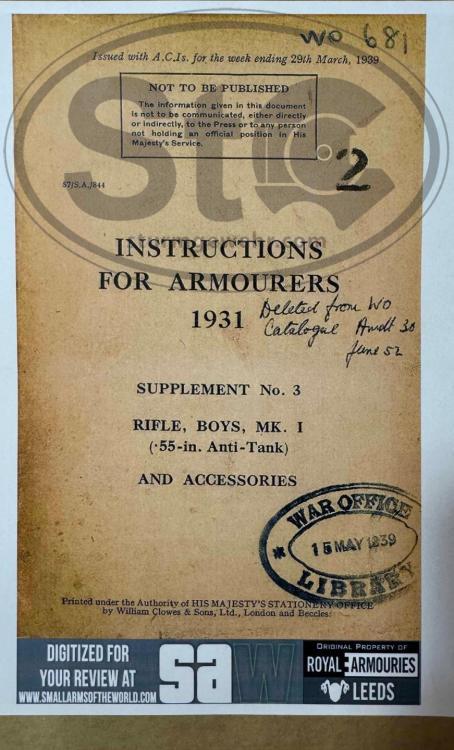 WO 681
Issued with A.C.Is. for the week ending 29th March, 1939
NOT TO BE PUBLISHED
The information given in this document
is not to be communicated, either directly
or indirectly, to the Press or to any person
not holding an official position in His
Majesty's Service.
2
57/S.A./844
StG
sturmgewehr.com
INSTRUCTIONS
FOR ARMOURERS
1931
Deleted from WO
Catalogue Amdt 30
June 52
SUPPLEMENT No. 3
RIFLE, BOYS, MK. I
(·55-in. Anti-Tank)
AND ACCESSORIES
WAR OFFICE
15 MAY 1939
LIBRARY
Printed under the Authority of HIS MAJESTY'S STATIONERY OFFICE
by William Clowes & Sons, Ltd., London and Beccles.
DIGITIZED FOR
YOUR REVIEW AT
WWW.SMALLARMSOFTHEWORLD.COM
saw
ORIGINAL PROPERTY OF
ROYAL ARMOURIES
LEEDS